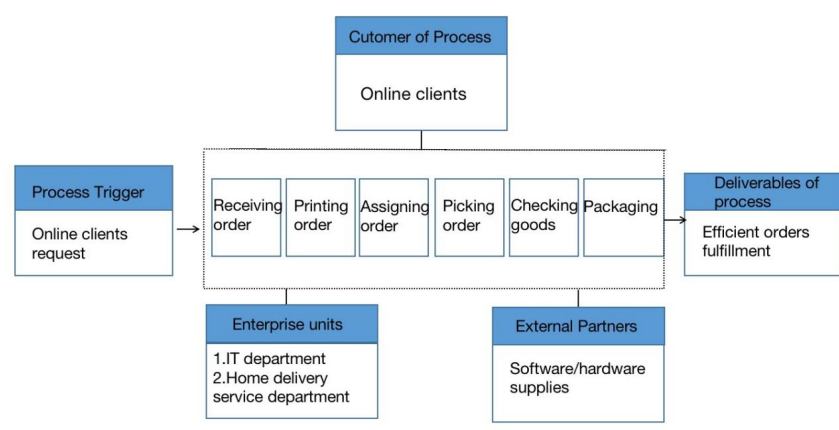 Cutomer of Process
Online clients
Process Trigger
Online clients
request
Receiving
order
Printing
order
Assigning
order
Picking
order
Checking
goods
Packaging
Deliverables of
process
Efficient orders
fulfillment
Enterprise units
1.IT department
2.Home delivery
service department
External Partners
Software/hardware
supplies